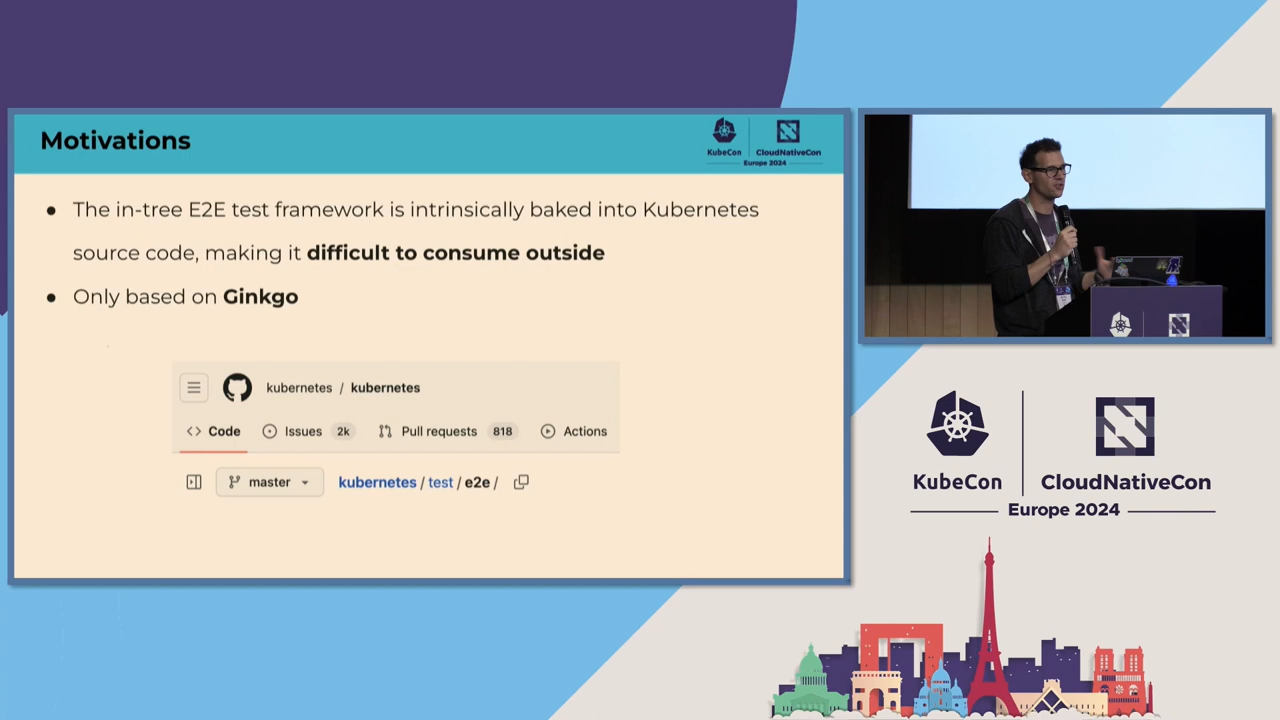 Motivations
KubeCon
CloudNativeCon
Europe 2024
● The in-tree E2E test framework is intrinsically baked into Kubernetes
source code, making it difficult to consume outside
● Only based on Ginkgo
kubernetes / kubernetes
Code Issues 2k Pull requests 818 Actions
master kubernetes / test / e2e /
KubeCon
CloudNativeCon
Europe 2024